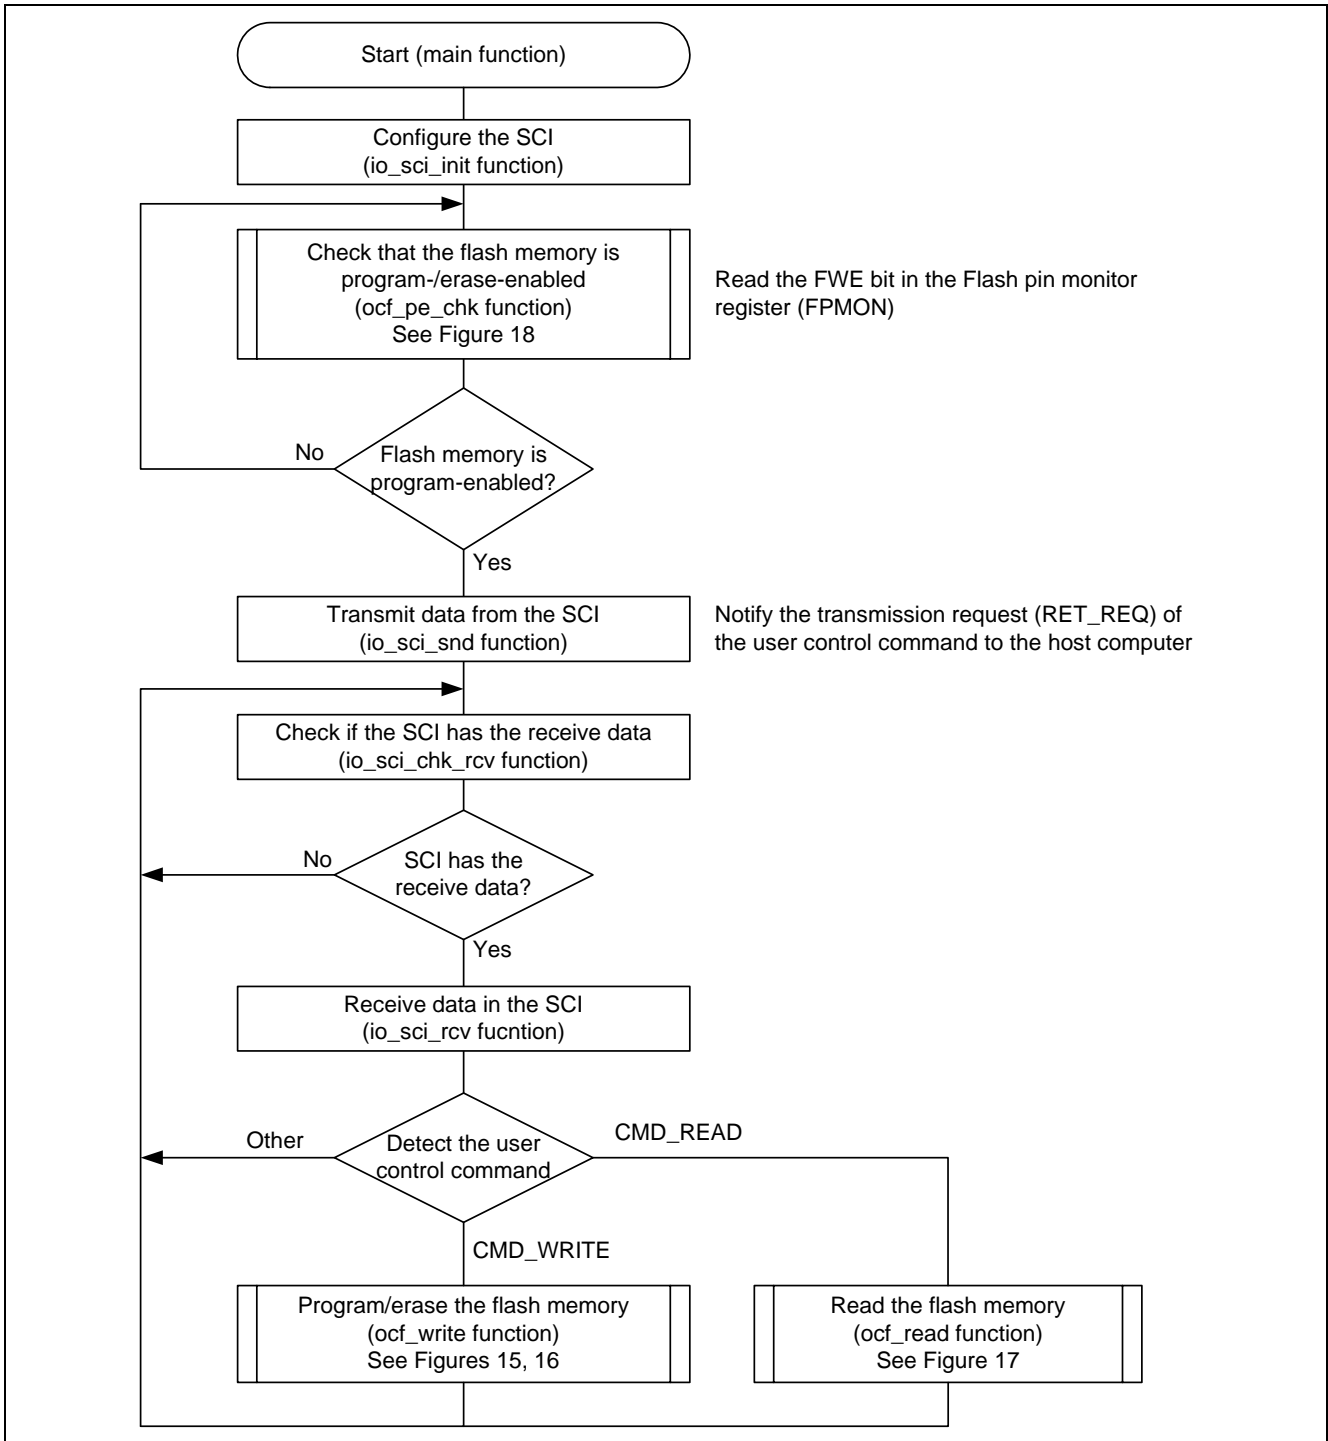 Start (main function)
Configure the SCI
(io_sci_init function)
Check that the flash memory is
program-/erase-enabled
(ocf_pe_chk function)
See Figure 18
Read the FWE bit in the Flash pin monitor
register (FPMON)
No
Flash memory is
program-enabled?
Yes
Transmit data from the SCI
(io_sci_snd function)
Notify the transmission request (RET_REQ) of
the user control command to the host computer
Check if the SCI has the receive data
(io_sci_chk_rcv function)
No
SCI has the
receive data?
Yes
Receive data in the SCI
(io_sci_rcv fucntion)
Other
Detect the user
control command
CMD_READ
CMD_WRITE
Program/erase the flash memory
(ocf_write function)
See Figures 15, 16
Read the flash memory
(ocf_read function)
See Figure 17